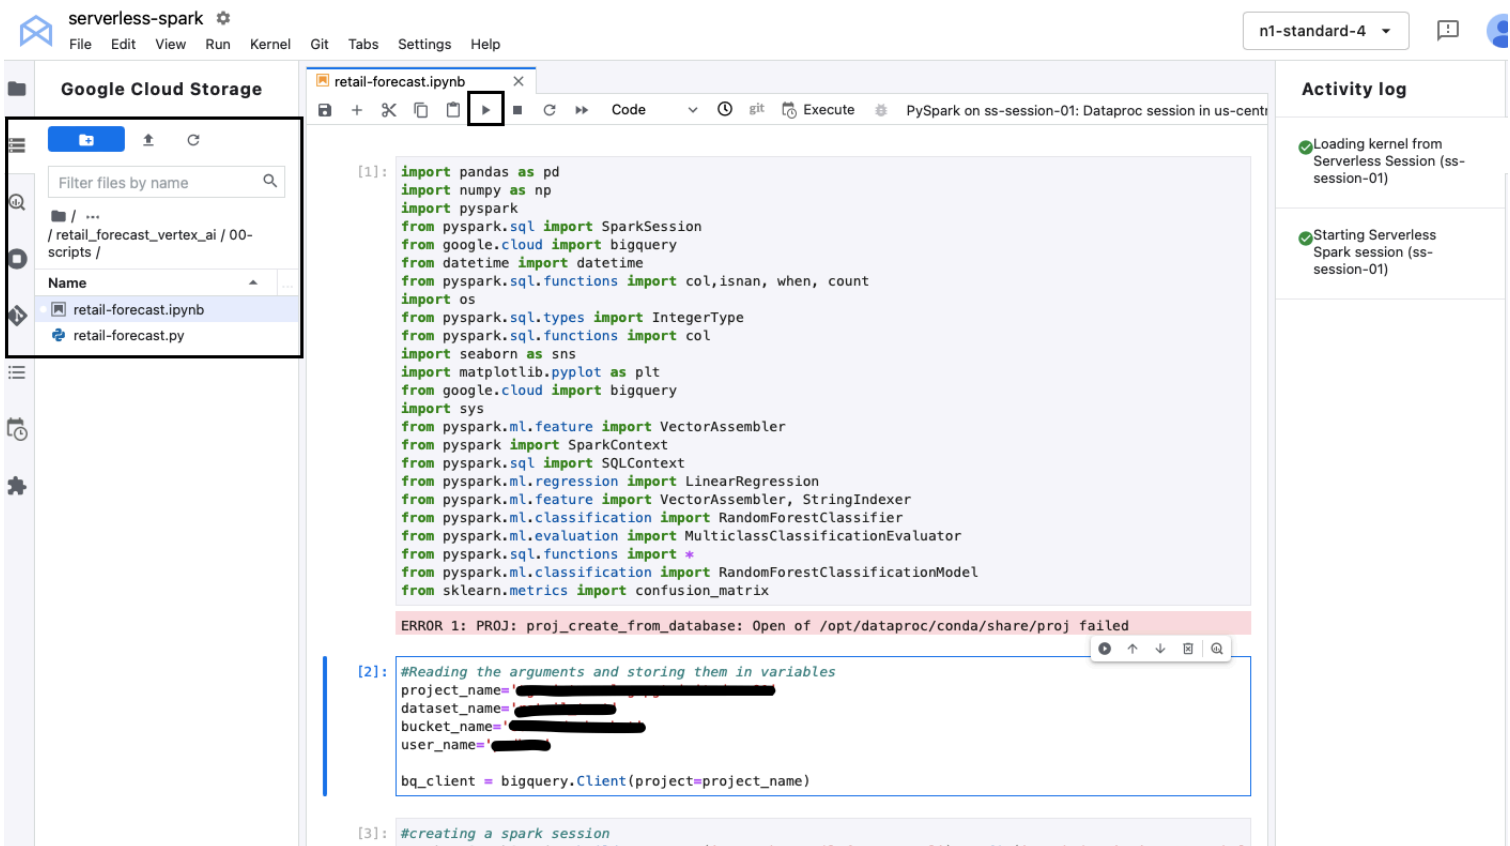 serverless-spark
File Edit View Run Kernel Git Tabs Settings Help
n1-standard-4
Google Cloud Storage
Filter files by name
/ ...
/ retail_forecast_vertex_ai / 00-
scripts /
Name
retail-forecast.ipynb
retail-forecast.py
retail-forecast.ipynb
Code
git
Execute
PySpark on ss-session-01: Dataproc session in us-centr
[1]:
import pandas as pd
import numpy as np
import pyspark
from pyspark.sql import SparkSession
from google.cloud import bigquery
from datetime import datetime
from pyspark.sql.functions import col,isnan, when, count
import os
from pyspark.sql.types import IntegerType
from pyspark.sql.functions import col
import seaborn as sns
import matplotlib.pyplot as plt
from google.cloud import bigquery
import sys
from pyspark.ml.feature import VectorAssembler
from pyspark import SparkContext
from pyspark.sql import SQLContext
from pyspark.ml.regression import LinearRegression
from pyspark.ml.feature import VectorAssembler, StringIndexer
from pyspark.ml.classification import RandomForestClassifier
from pyspark.ml.evaluation import MulticlassClassificationEvaluator
from pyspark.sql.functions import *
from pyspark.ml.classification import RandomForestClassificationModel
from sklearn.metrics import confusion_matrix
ERROR 1: PROJ: proj_create_from_database: Open of /opt/dataproc/conda/share/proj failed
[2]:
#Reading the arguments and storing them in variables
project_name='
dataset_name='
bucket_name='
user_name='
bq_client = bigquery.Client(project=project_name)
[3]:
#creating a spark session
Activity log
Loading kernel from
Serverless Session (ss-
session-01)
Starting Serverless
Spark session (ss-
session-01)